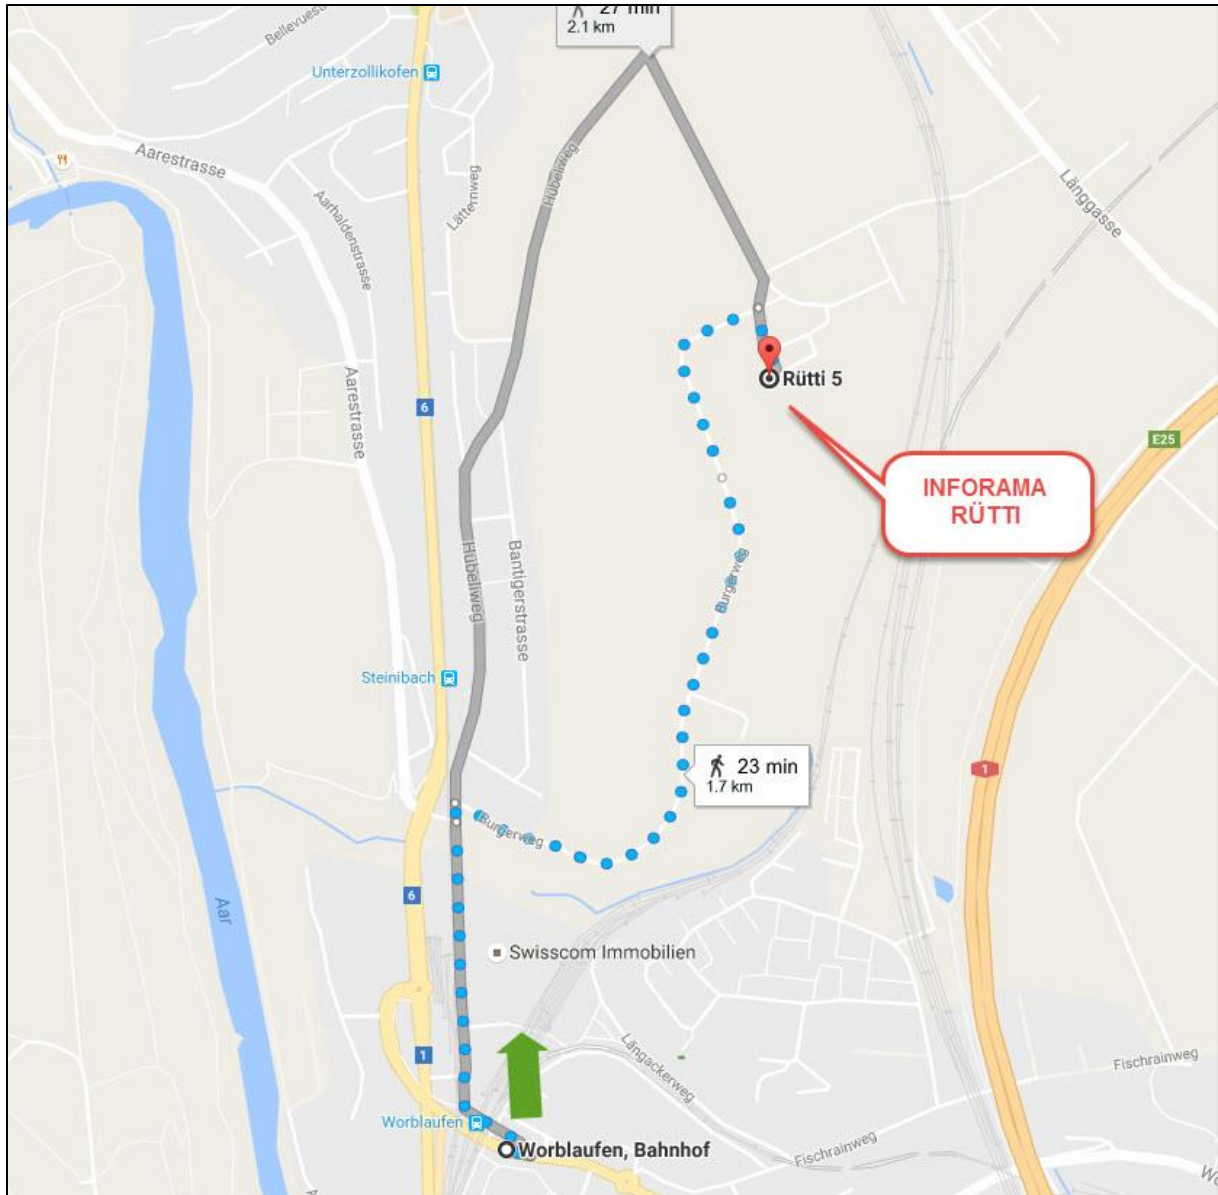 27 min
2.1 km
Bellevuestr
Unterzollikofen
Aarestrasse
Hübeliweg
Lätternweg
Länggasse
Aarhaldenstrasse
Aarestrasse
Rütti 5
6
E25
INFORAMA
RÜTTI
Hübeliweg
Bantigerstrasse
Burgerweg
Steinibach
23 min
1.7 km
1
Burgerweg
6
Aar
Swisscom Immobilien
1
Längackerweg
Fischrainweg
Worblaufen
Worblaufen, Bahnhof
Fischrainweg
Wo